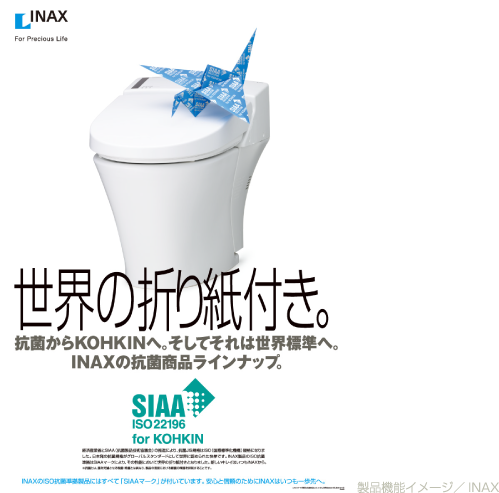 INAX
For Precious Life
世界の折り紙付き。
抗菌からKOHKINへ。そしてそれは世界標準へ。
INAXの抗菌商品ラインナップ。
SIAA
ISO 22196
for KOHKIN
INAXのISO抗菌準拠製品にはすべて「SIAAマーク」が付いています。安心と信頼のためにINAXはいつも一歩先へ。
製品機能イメージ／ INAX